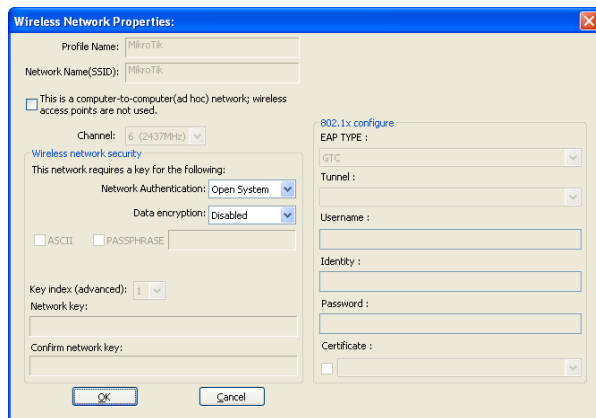 Wireless Network Properties:
Profile Name: MikroTik
Network Name(SSID): MikroTik
This is a computer-to-computer(ad hoc) network; wireless
access points are not used.
Channel: 6 (2437MHz)
Wireless network security
This network requires a key for the following:
Network Authentication: Open System
Data encryption: Disabled
ASCII PASSPHRASE
Key index (advanced): 1
Network key:
Confirm network key:
OK Cancel
802.1x configure
EAP TYPE :
GTC
Tunnel :
Username :
Identity :
Password :
Certificate :